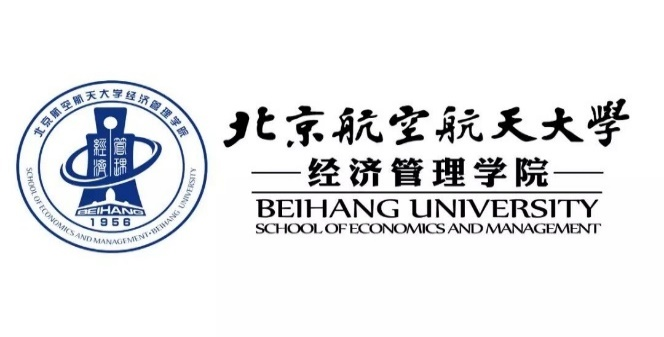 北京航空航天大学经济管理学院
經濟
管理
BEIHANG
1956
SCHOOL OF ECONOMICS AND MANAGEMENT·BEIHANG UNIVERSITY
北京航空航天大學
经济管理学院
BEIHANG UNIVERSITY
SCHOOL OF ECONOMICS AND MANAGEMENT